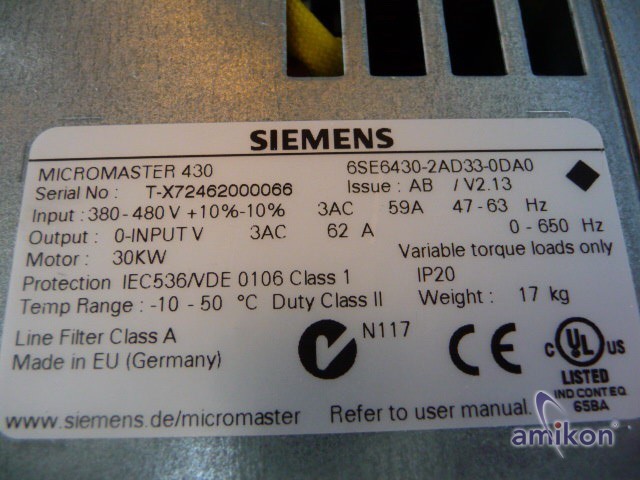 SIEMENS
MICROMASTER 430 6SE6430-2AD33-0DA0
Serial No : T-X72462000066 Issue : AB / V2.13
Input : 380 - 480 V +10%-10% 3AC 59A 47 - 63 Hz
Output : 0-INPUT V 3AC 62 A 0 - 650 Hz
Motor : 30KW Variable torque loads only
Protection IEC536/VDE 0106 Class 1 IP20
Temp Range : -10 - 50 °C Duty Class II Weight : 17 kg
Line Filter Class A N117 CE C UL US
Made in EU (Germany) LISTED
IND CONT EQ
65BA
www.siemens.de/micromaster Refer to user manual.
amikon